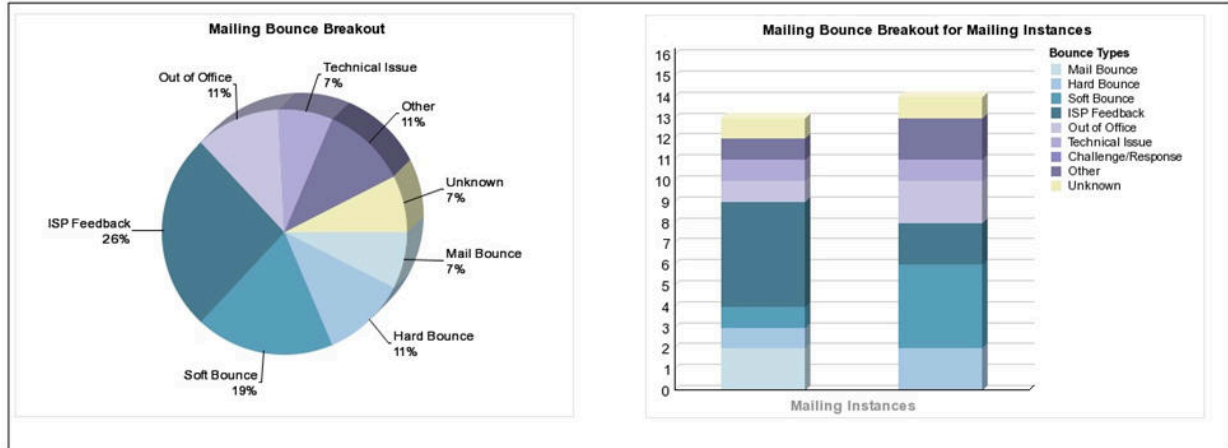 Mailing Bounce Breakout
Out of Office
11%
Technical Issue
7%
Other
11%
Unknown
7%
ISP Feedback
26%
Mail Bounce
7%
Hard Bounce
11%
Soft Bounce
19%
Mailing Bounce Breakout for Mailing Instances
16
15
14
13
12
11
10
9
8
7
6
5
4
3
2
1
0
Mailing Instances
Bounce Types
Mail Bounce
Hard Bounce
Soft Bounce
ISP Feedback
Out of Office
Technical Issue
Challenge/Response
Other
Unknown